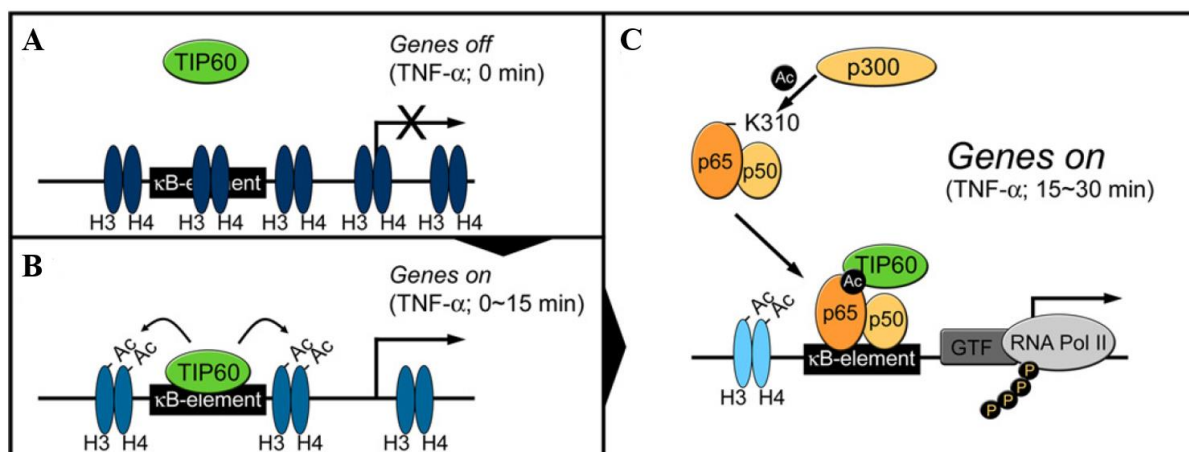 A
TIP60
Genes off
(TNF-α; 0 min)
κB-element
H3 H4 H3 H4 H3 H4 H3 H4 H3 H4
B
Genes on
(TNF-α; 0~15 min)
Ac
Ac
Ac
Ac
TIP60
κB-element
H3 H4 H3 H4 H3 H4
C
p300
Ac
K310
p65
p50
Genes on
(TNF-α; 15~30 min)
TIP60
Ac
Ac
Ac
p65
p50
κB-element
GTF
RNA Pol II
H3 H4
P
P
P
P